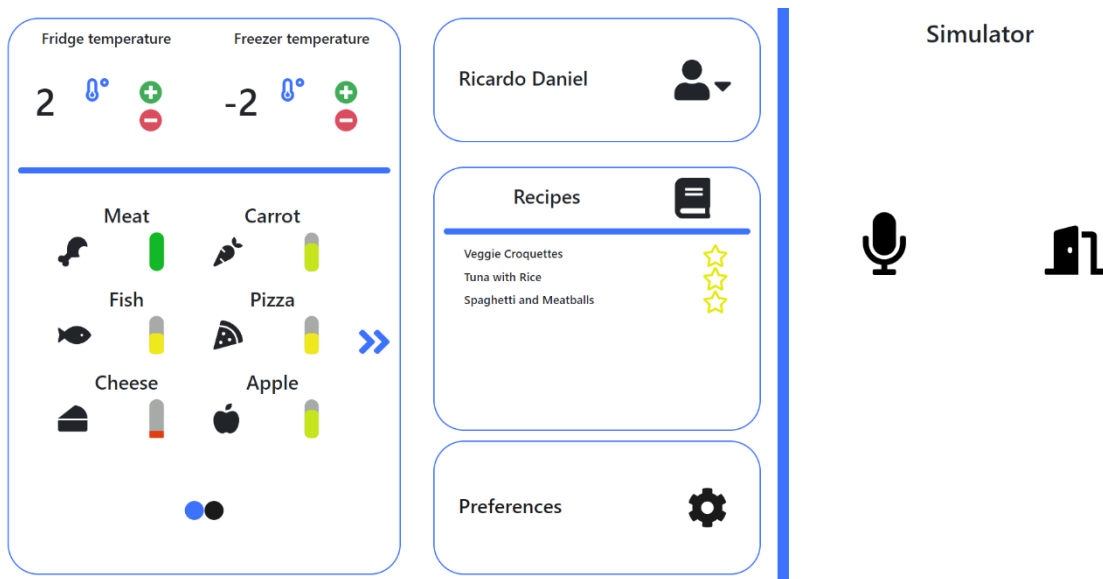 Fridge temperature
Freezer temperature
2
-2
Meat
Carrot
Fish
Pizza
Cheese
Apple
Ricardo Daniel
Recipes
Veggie Croquettes
Tuna with Rice
Spaghetti and Meatballs
Preferences
Simulator